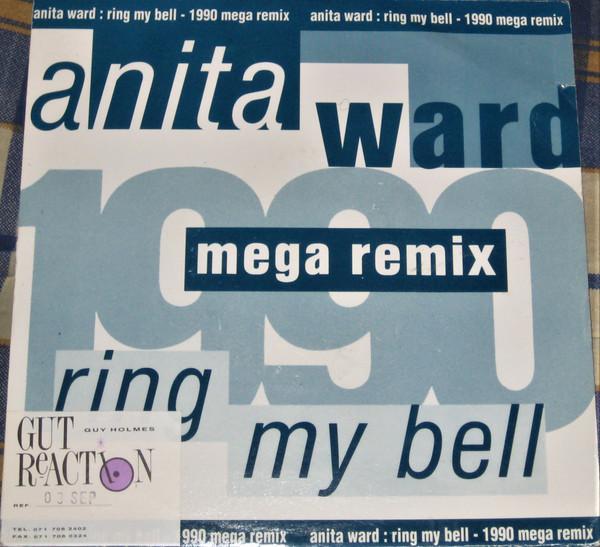 anita ward : ring my bell - 1990 mega remix anita ward : ring my bell - 1990 mega remix
anita
ward
1990
mega remix
ring
my bell
GUT
GUY HOLMES
REACTION
REF. 03 SEP
TEL: 071 708 2402
FAX: 071 708 0324
990 mega remix anita ward : ring my bell - 1990 mega remix